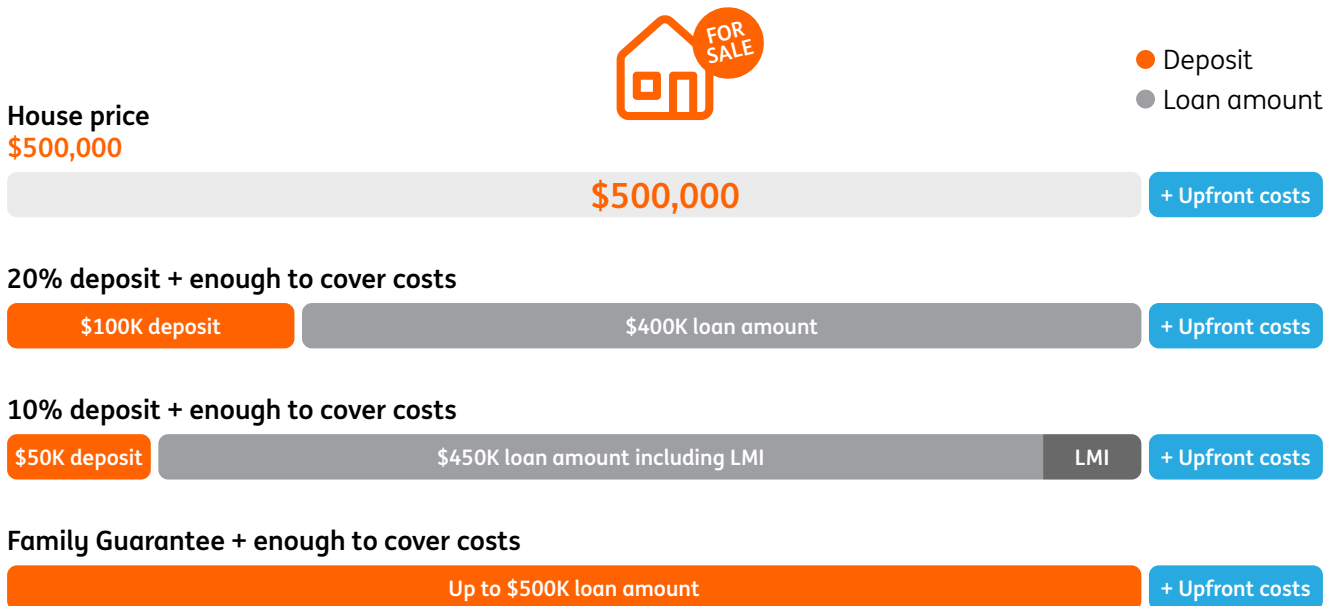 FOR
SALE
Deposit
Loan amount
House price
$500,000
$500,000
+ Upfront costs
20% deposit + enough to cover costs
$100K deposit
$400K loan amount
+ Upfront costs
10% deposit + enough to cover costs
$50K deposit
$450K loan amount including LMI
LMI
+ Upfront costs
Family Guarantee + enough to cover costs
Up to $500K loan amount
+ Upfront costs